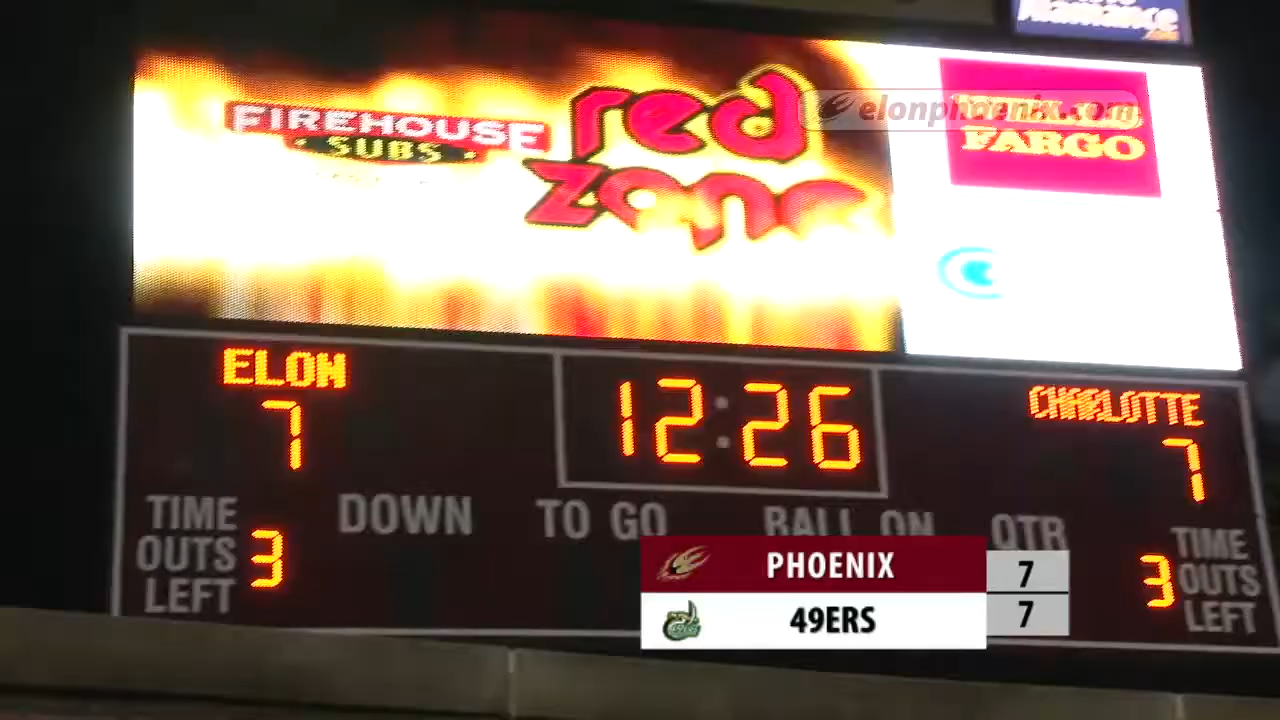 Alamance
FIREHOUSE
SUBS
red
zone
elonphoenix.com
FARGO
ELON
7
12:26
CHARLOTTE
7
TIME
OUTS
LEFT
3
DOWN
TO GO
BALL ON
QTR
3
TIME
OUTS
LEFT
PHOENIX 7
49ERS 7